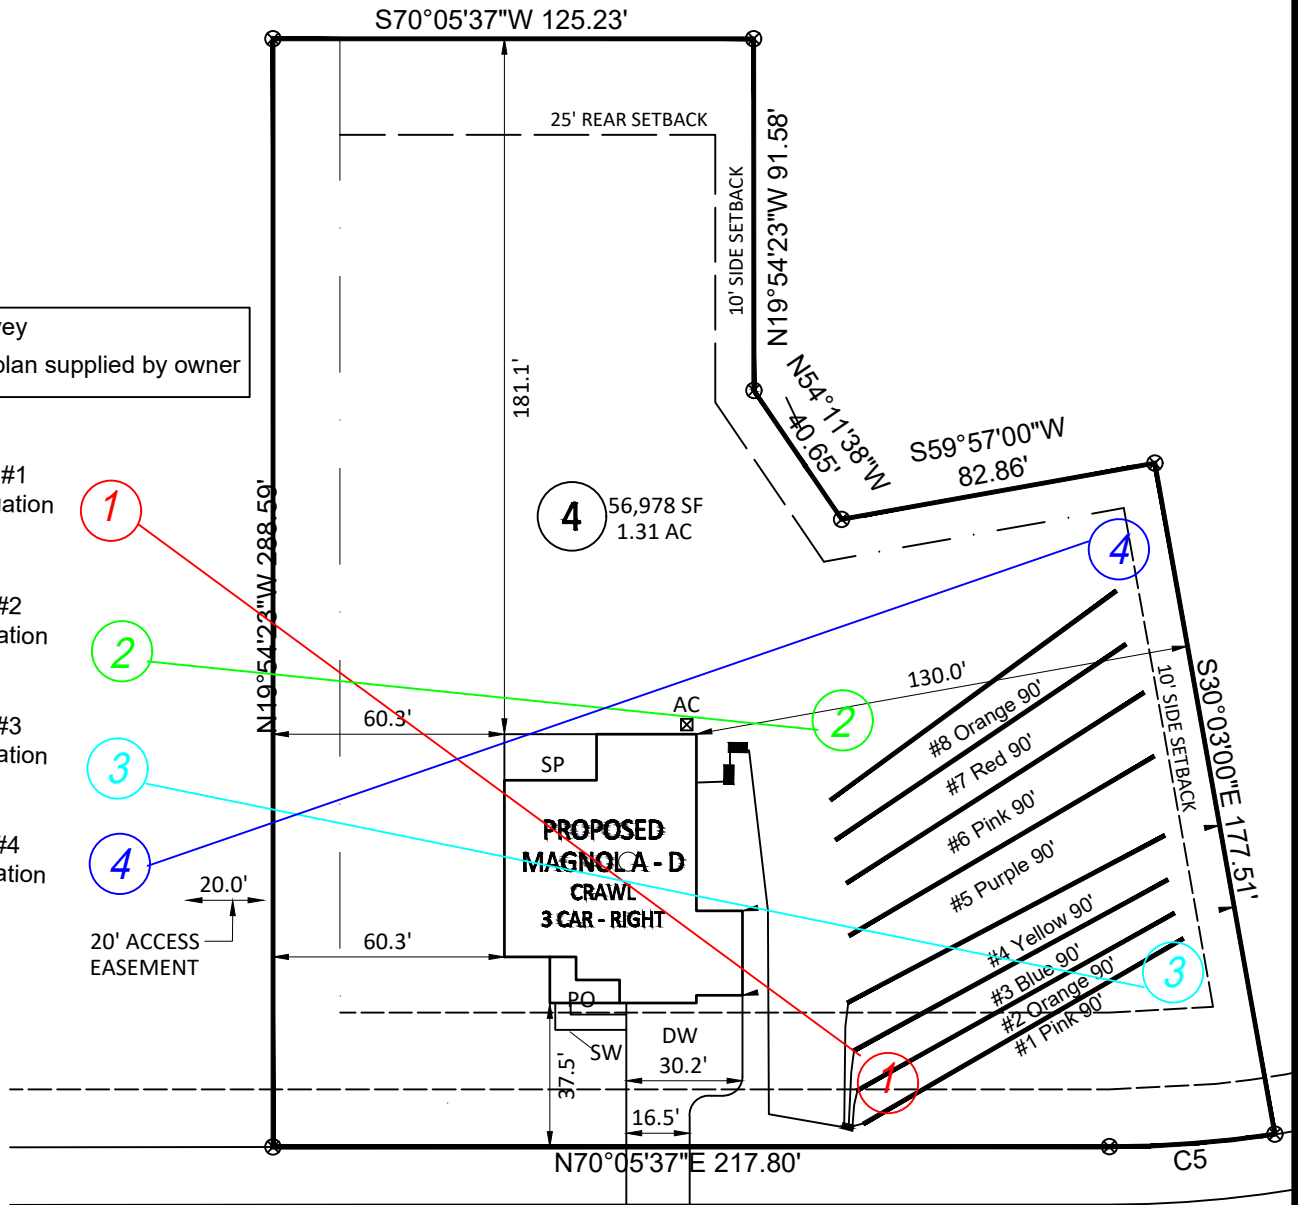 S70°05'37"W 125.23'
25' REAR SETBACK
10' SIDE SETBACK
N19°54'23"W 91.58'
vey
plan supplied by owner
181.1'
N54°11'38"W
40.65'
S59°57'00"W
82.86'
#1
ation
1
4
56,978 SF
1.31 AC
N19°54'23"W 288.59'
4
#2
ation
2
130.0'
10' SIDE SETBACK
S30°03'00"E 177.51'
60.3'
AC
2
#8 Orange 90'
#3
ation
3
SP
#7 Red 90'
#6 Pink 90'
PROPOSED
MAGNOLA - D
CRAWL
3 CAR - RIGHT
#4
ation
4
#5 Purple 90'
20.0'
20' ACCESS
EASEMENT
60.3'
#4 Yellow 90'
#3 Blue 90'
#2 Orange 90'
#1 Pink 90'
3
PO
SW
DW
37.5'
30.2'
1
16.5'
N70°05'37"E 217.80'
C5